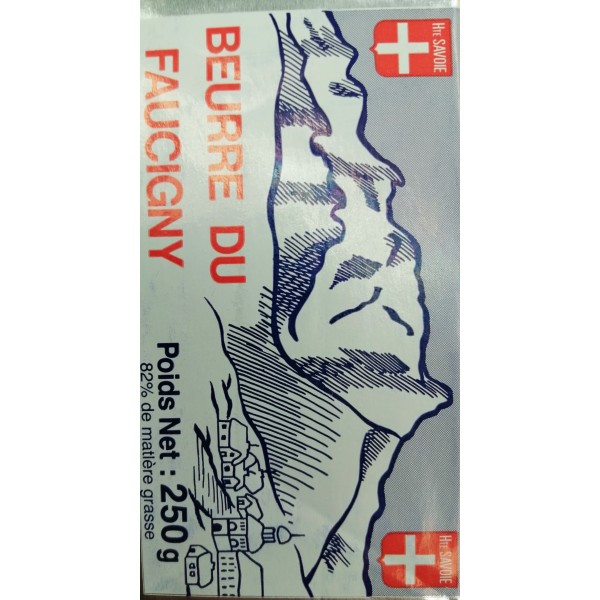 HTE SAVOIE
HTE SAVOIE
BEURRE DU
FAUCIGNY
Poids Net : 250 g
82% de matière grasse